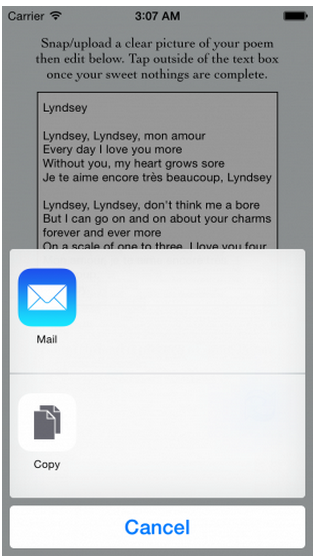 Carrier 3:07 AM
Snap/upload a clear picture of your poem
then edit below. Tap outside of the text box
once your sweet nothings are complete.
Lyndsey
Lyndsey, Lyndsey, mon amour
Every day I love you more
Without you, my heart grows sore
Je te aime encore très beaucoup, Lyndsey
Lyndsey, Lyndsey, don't think me a bore
But I can go on and on about your charms
forever and ever more
On a scale of one to three, I love you four
Mail
Copy
Cancel